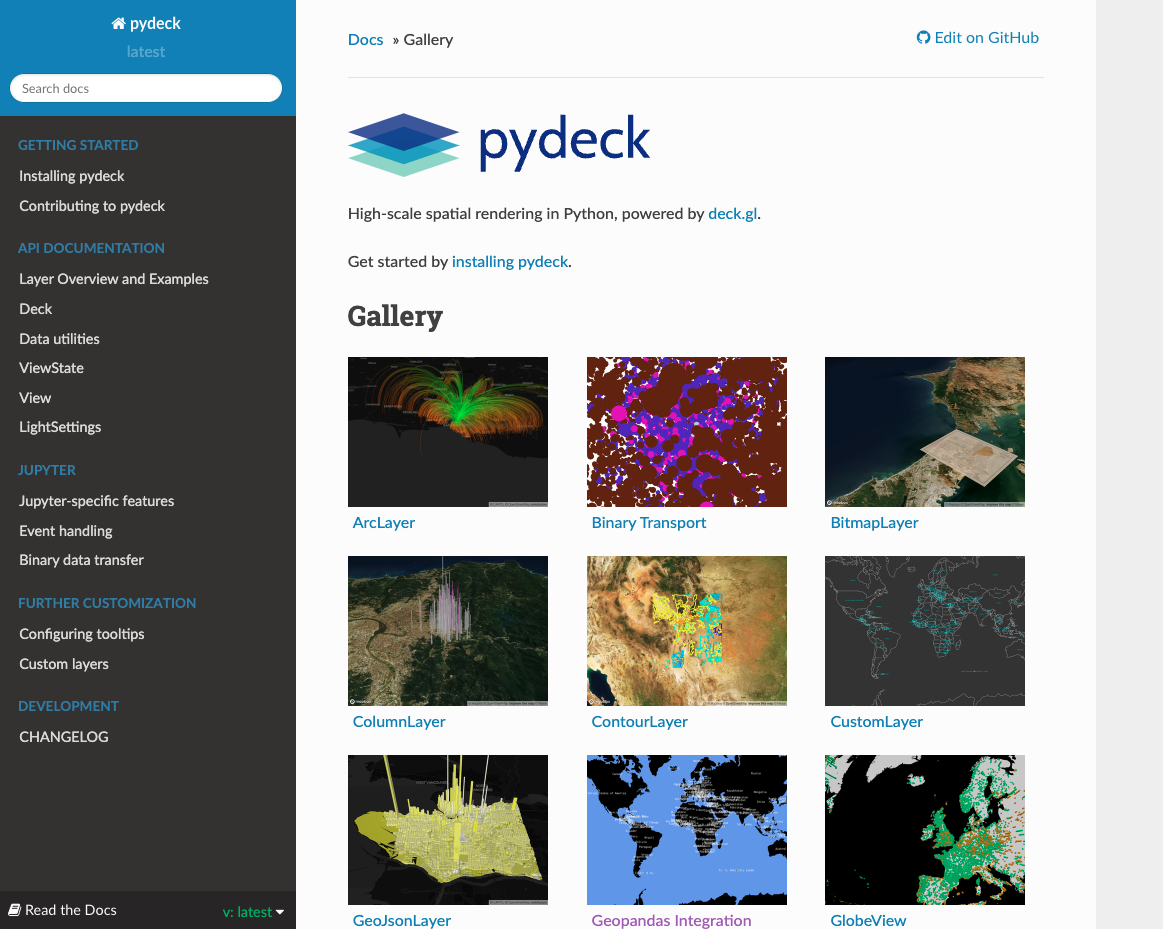 pydeck
latest
Search docs
GETTING STARTED
Installing pydeck
Contributing to pydeck
API DOCUMENTATION
Layer Overview and Examples
Deck
Data utilities
ViewState
View
LightSettings
JUPYTER
Jupyter-specific features
Event handling
Binary data transfer
FURTHER CUSTOMIZATION
Configuring tooltips
Custom layers
DEVELOPMENT
CHANGELOG
Read the Docs
v: latest
Docs » Gallery
Edit on GitHub
pydeck
High-scale spatial rendering in Python, powered by deck.gl.
Get started by installing pydeck.
Gallery
ArcLayer
Binary Transport
BitmapLayer
ColumnLayer
ContourLayer
CustomLayer
GeoJsonLayer
Geopandas Integration
GlobeView